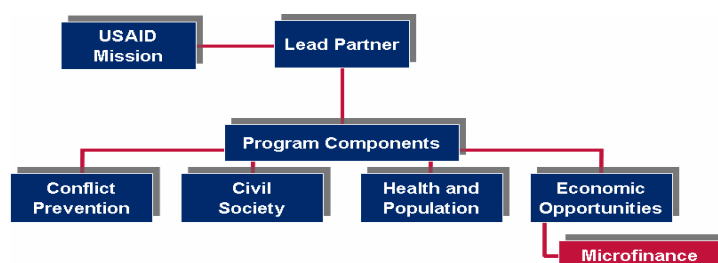 USAID
Mission
Lead Partner
Program Components
Conflict
Prevention
Civil
Society
Health and
Population
Economic
Opportunities
Microfinance